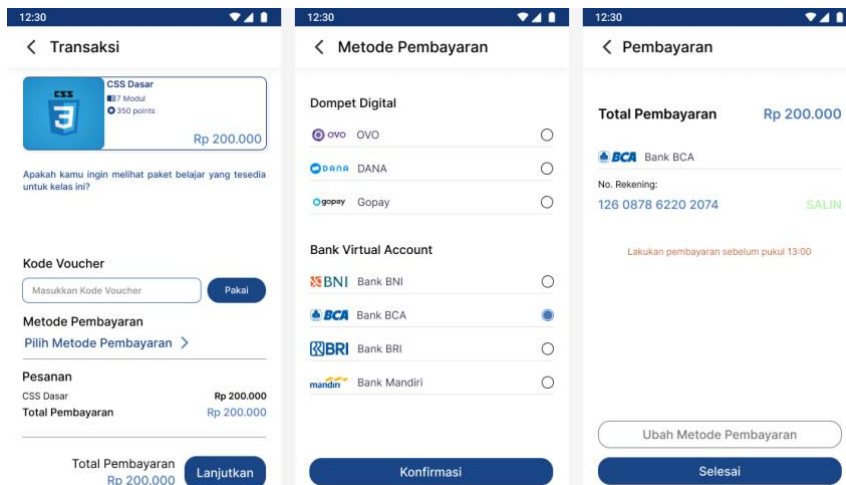 12:30
Transaksi
CSS
3
CSS Dasar
7 Modul
350 points
Rp 200.000
Apakah kamu ingin melihat paket belajar yang tesedia
untuk kelas ini?
Kode Voucher
Masukkan Kode Voucher
Pakai
Metode Pembayaran
Pilih Metode Pembayaran
Pesanan
CSS Dasar Rp 200.000
Total Pembayaran Rp 200.000
Total Pembayaran
Rp 200.000
Lanjutkan
12:30
Metode Pembayaran
Dompet Digital
OVO OVO
DANA DANA
gopay Gopay
Bank Virtual Account
BNI Bank BNI
BCA Bank BCA
BRI Bank BRI
mandiri Bank Mandiri
Konfirmasi
12:30
Pembayaran
Total Pembayaran Rp 200.000
BCA Bank BCA
No. Rekening:
126 0878 6220 2074 SALIN
Lakukan pembayaran sebelum pukul 13:00
Ubah Metode Pembayaran
Selesai